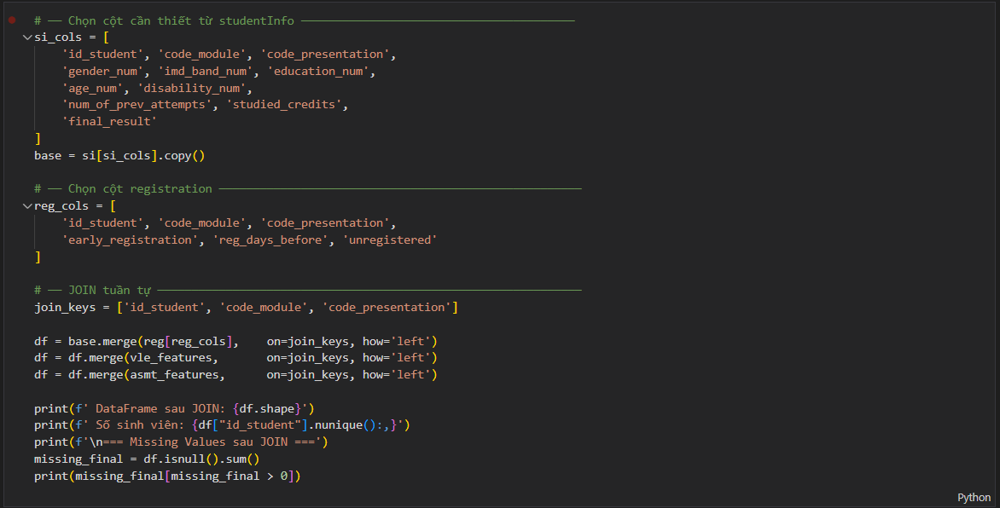 # ── Chọn cột cần thiết từ studentInfo ────────────────────────────────────────
si_cols = [
    'id_student', 'code_module', 'code_presentation',
    'gender_num', 'imd_band_num', 'education_num',
    'age_num', 'disability_num',
    'num_of_prev_attempts', 'studied_credits',
    'final_result'
]
base = si[si_cols].copy()
# ── Chọn cột registration ─────────────────────────────────────────────────────
reg_cols = [
    'id_student', 'code_module', 'code_presentation',
    'early_registration', 'reg_days_before', 'unregistered'
]
# ── JOIN tuần tự ──────────────────────────────────────────────────────────────
join_keys = ['id_student', 'code_module', 'code_presentation']
df = base.merge(reg[reg_cols],    on=join_keys, how='left')
df = df.merge(vle_features,       on=join_keys, how='left')
df = df.merge(asmt_features,      on=join_keys, how='left')
print(f' DataFrame sau JOIN: {df.shape}')
print(f' Số sinh viên: {df["id_student"].nunique():,}')
print(f'\n=== Missing Values sau JOIN ===')
missing_final = df.isnull().sum()
print(missing_final[missing_final > 0])
Python